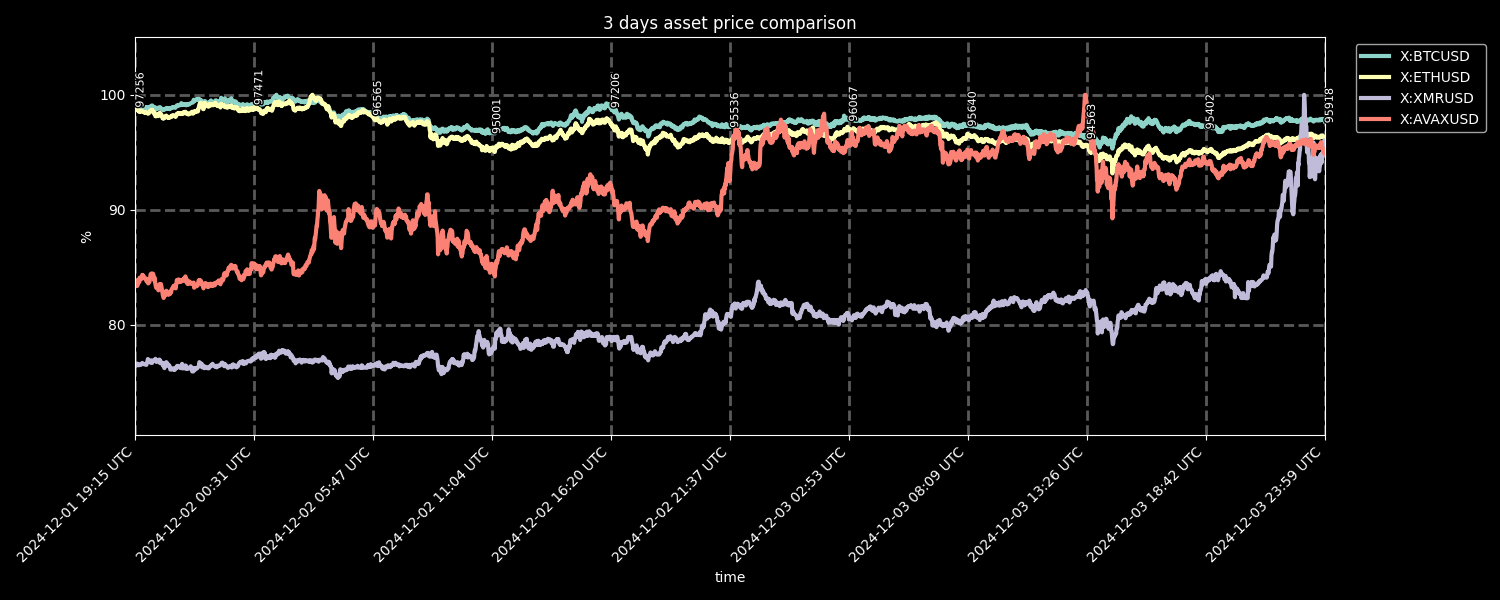 3 days asset price comparison
X:BTCUSD
X:ETHUSD
X:XMRUSD
X:AVAXUSD
100
90
80
%
97256
97471
96565
95001
97206
95536
96067
95640
94563
95402
95918
2024-12-01 19:15 UTC
2024-12-02 00:31 UTC
2024-12-02 05:47 UTC
2024-12-02 11:04 UTC
2024-12-02 16:20 UTC
2024-12-02 21:37 UTC
2024-12-03 02:53 UTC
2024-12-03 08:09 UTC
2024-12-03 13:26 UTC
2024-12-03 18:42 UTC
2024-12-03 23:59 UTC
time